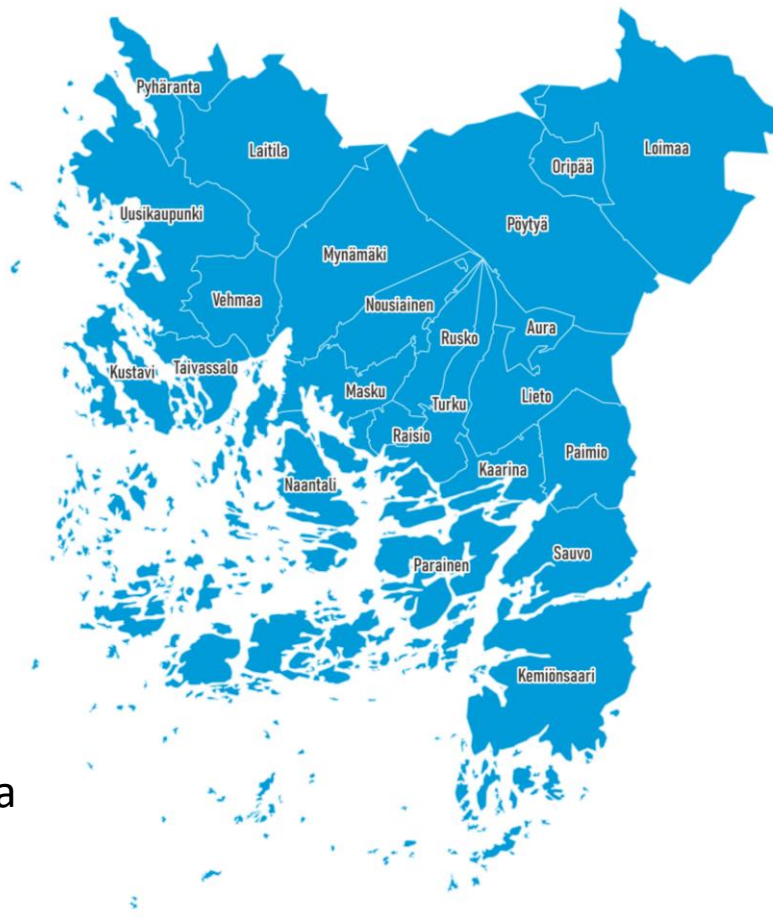 Pyhäranta
Laitila
Loimaa
Oripää
Uusikaupunki
Pöytyä
Mynämäki
Vehmaa
Nousiainen
Aura
Rusko
Kustavi
Taivassalo
Masku
Turku
Lieto
Raisio
Paimio
Kaarina
Naantali
Sauvo
Parainen
Kemiönsaari
a